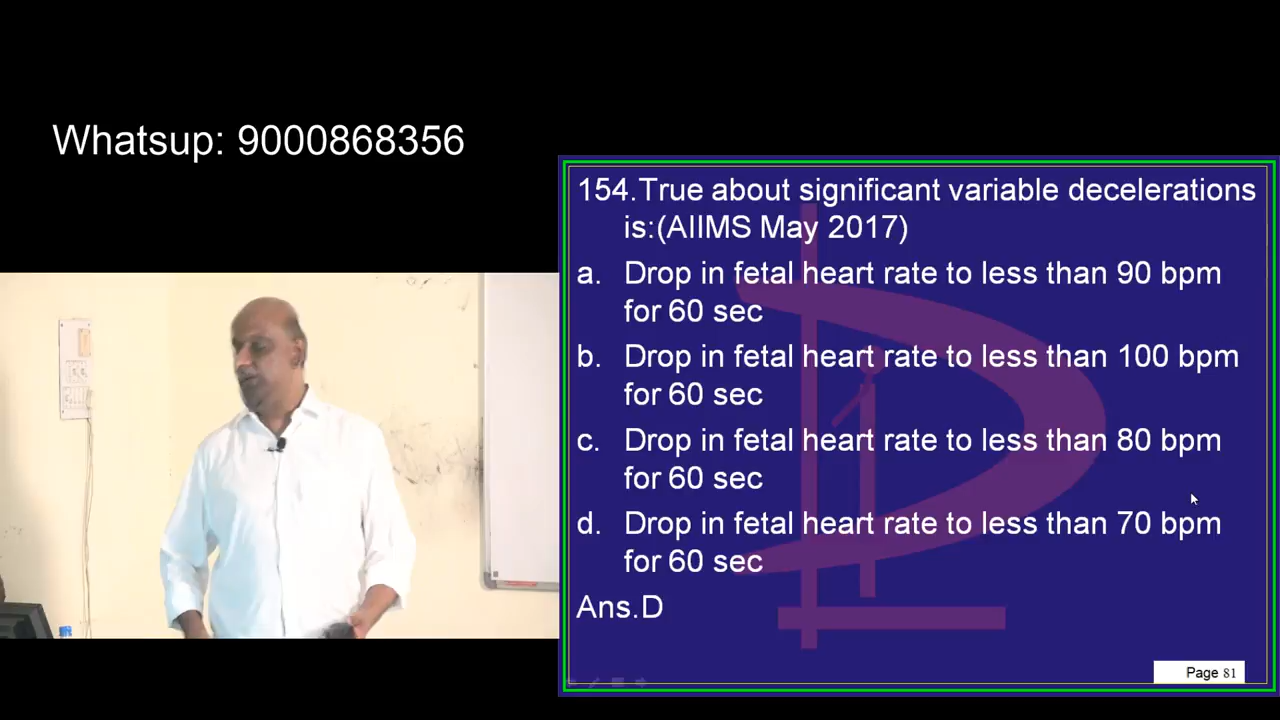 Whatsup: 9000868356
154.True about significant variable decelerations
is:(AIIMS May 2017)
a. Drop in fetal heart rate to less than 90 bpm
for 60 sec
b. Drop in fetal heart rate to less than 100 bpm
for 60 sec
c. Drop in fetal heart rate to less than 80 bpm
for 60 sec
d. Drop in fetal heart rate to less than 70 bpm
for 60 sec
Ans.D
Page 81